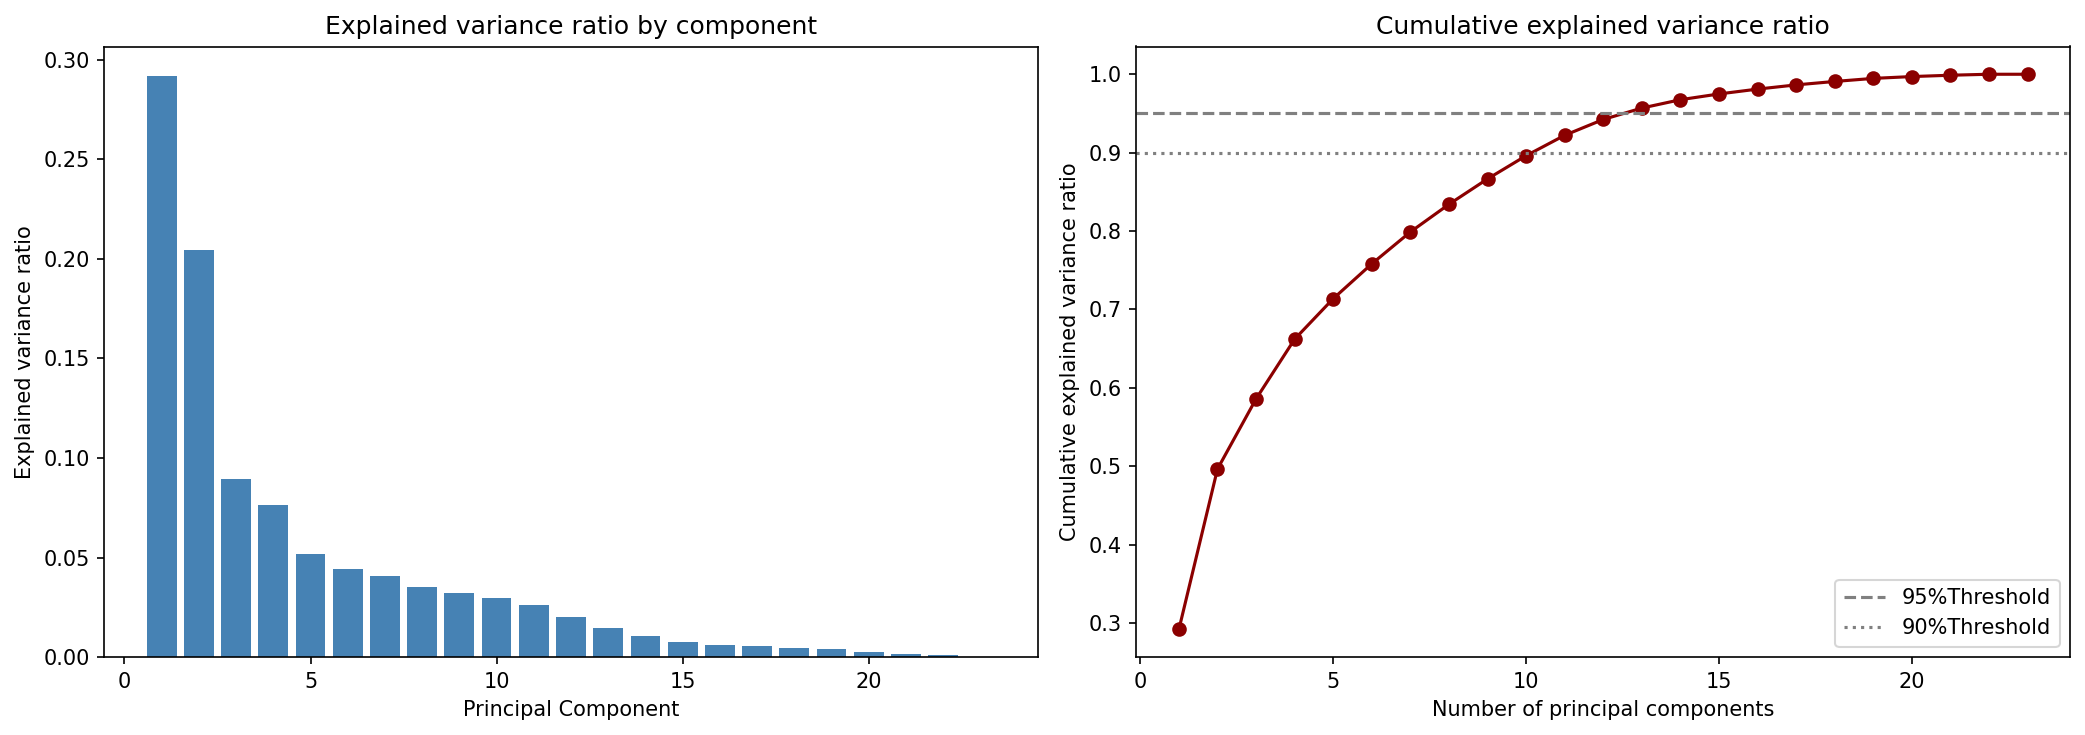 Explained variance ratio by component
Explained variance ratio
0.30
0.25
0.20
0.15
0.10
0.05
0.00
0 5 10 15 20
Principal Component
Cumulative explained variance ratio
Cumulative explained variance ratio
1.0
0.9
0.8
0.7
0.6
0.5
0.4
0.3
95%Threshold
90%Threshold
0 5 10 15 20
Number of principal components